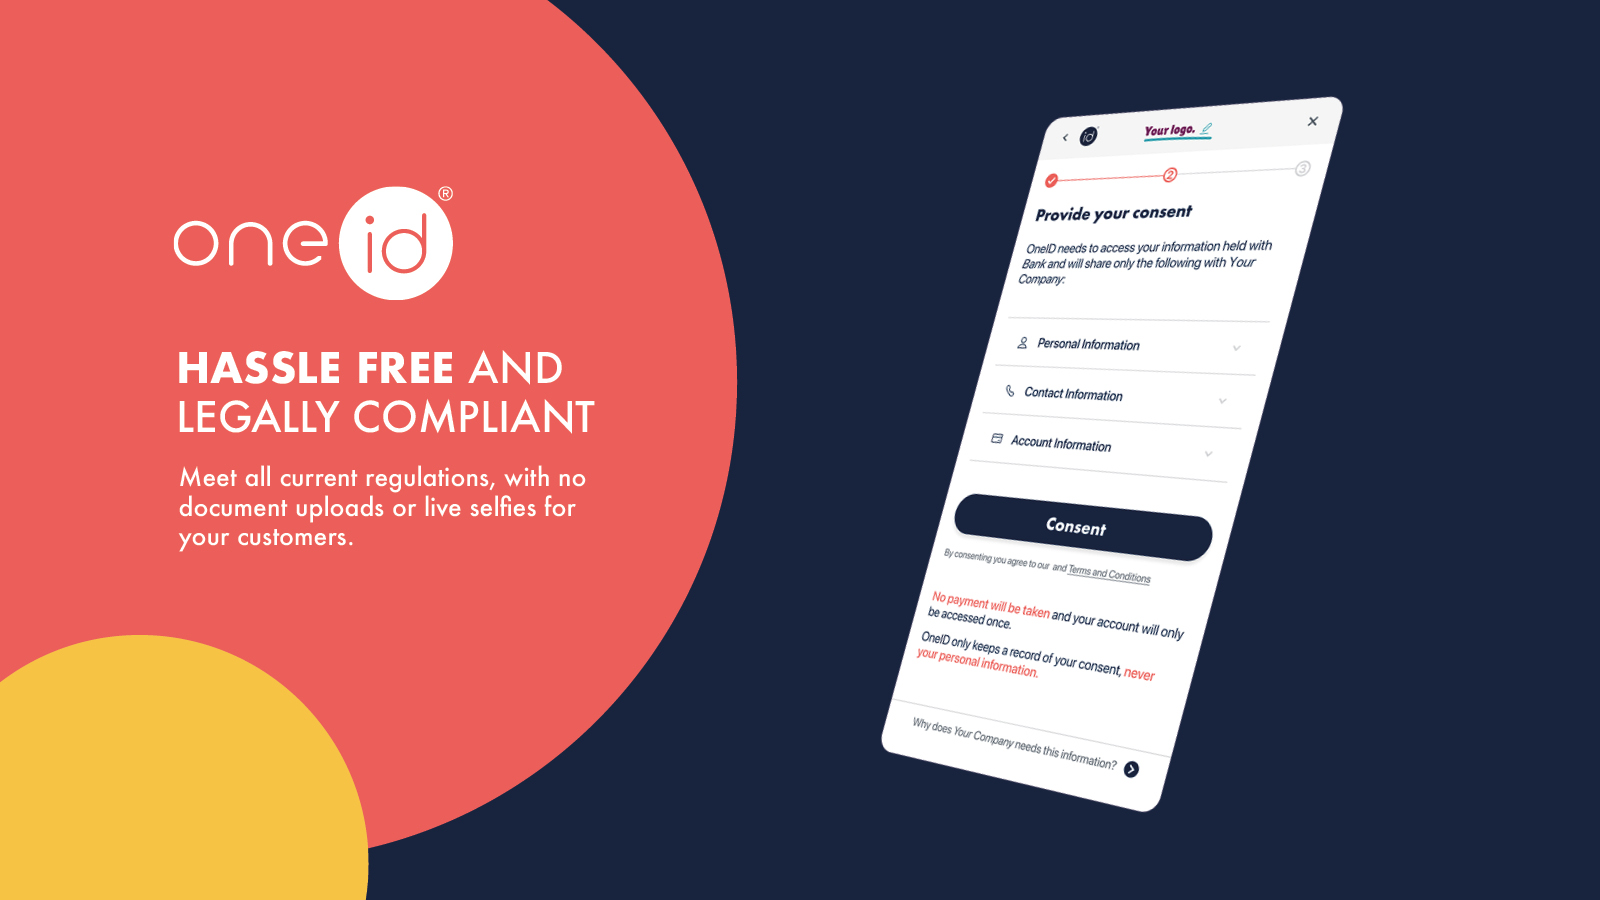 one id®
HASSLE FREE AND
LEGALLY COMPLIANT
Meet all current regulations, with no
document uploads or live selfies for
your customers.
id
Your logo.
2
3
Provide your consent
OneID needs to access your information held with
Bank and will share only the following with Your
Company:
Personal Information
Contact Information
Account Information
Consent
By consenting you agree to our and Terms and Conditions
No payment will be taken and your account will only
be accessed once.
OneID only keeps a record of your consent, never
your personal information.
Why does Your Company needs this information?